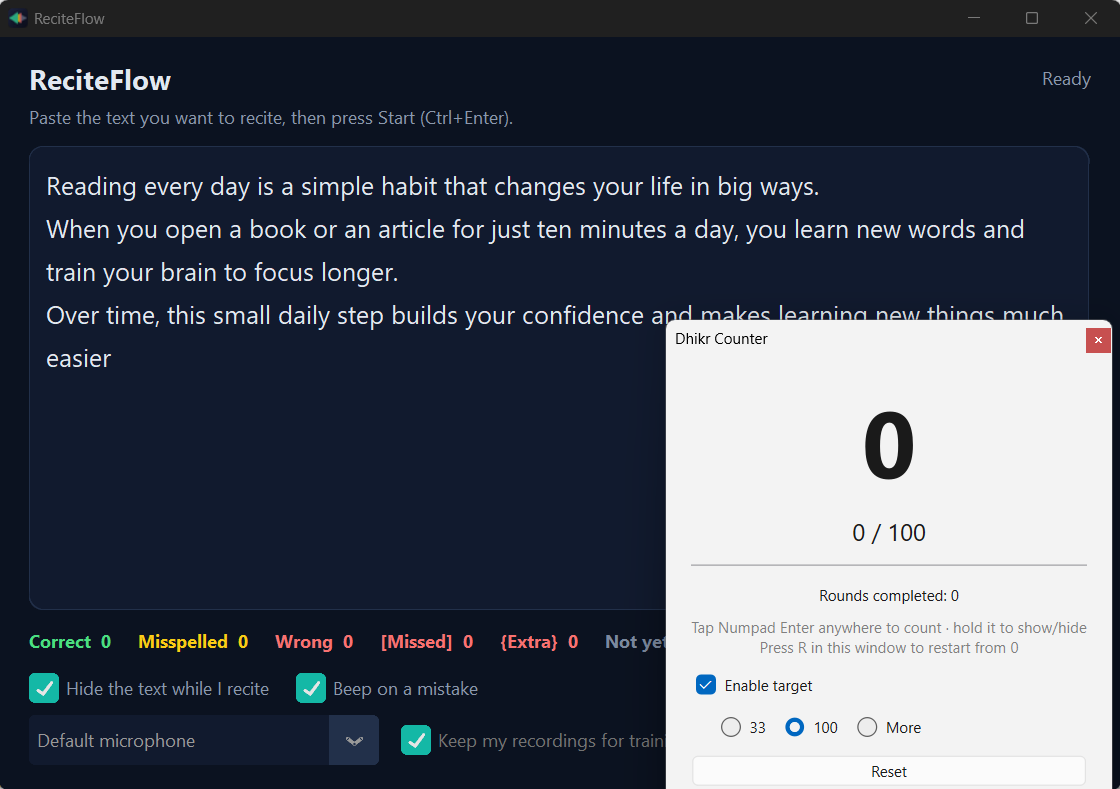 ReciteFlow
ReciteFlow
Ready
Paste the text you want to recite, then press Start (Ctrl+Enter).
Reading every day is a simple habit that changes your life in big ways.
When you open a book or an article for just ten minutes a day, you learn new words and
train your brain to focus longer.
Over time, this small daily step builds your confidence and makes learning new things much
easier
Correct 0 Misspelled 0 Wrong 0 [Missed] 0 {Extra} 0 Not yet
Hide the text while I recite Beep on a mistake
Default microphone Keep my recordings for
Dhikr Counter
0
0 / 100
Rounds completed: 0
Tap Numpad Enter anywhere to count · hold it to show/hide
Press R in this window to restart from 0
Enable target
33 100 More
Reset